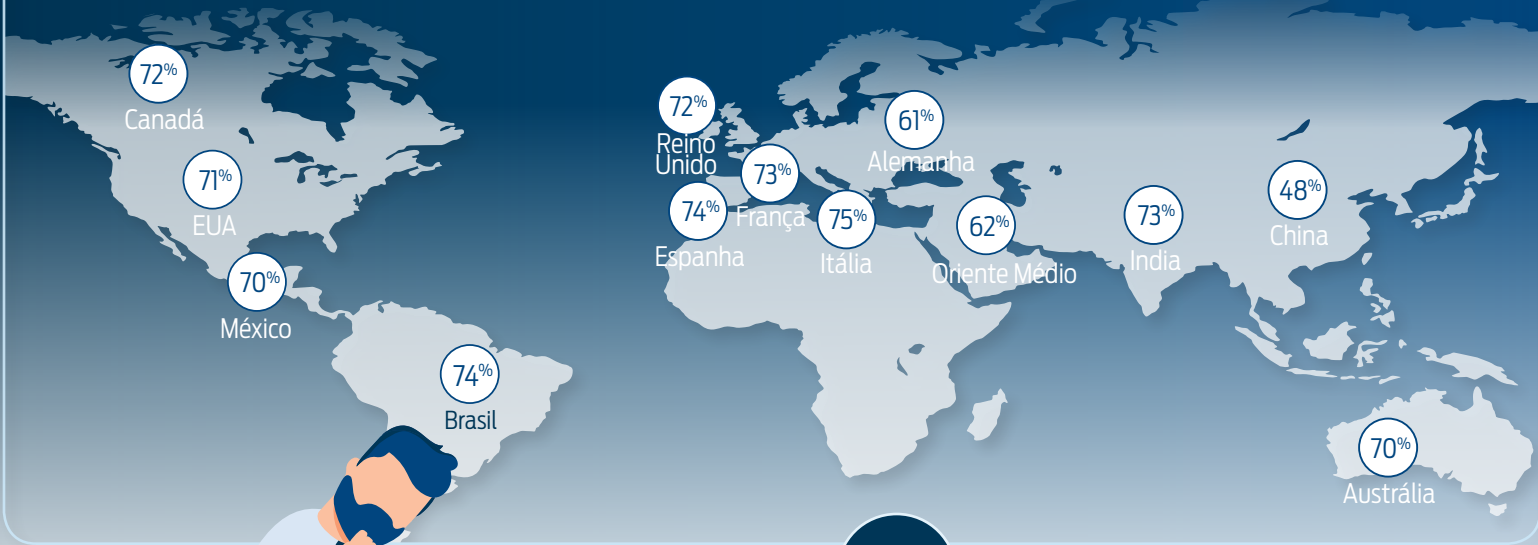 72%
Canadá
71%
EUA
70%
México
74%
Brasil
72%
Reino
Unido
73%
França
74%
Espanha
75%
Itália
61%
Alemanha
62%
Oriente Médio
73%
India
48%
China
70%
Austrália